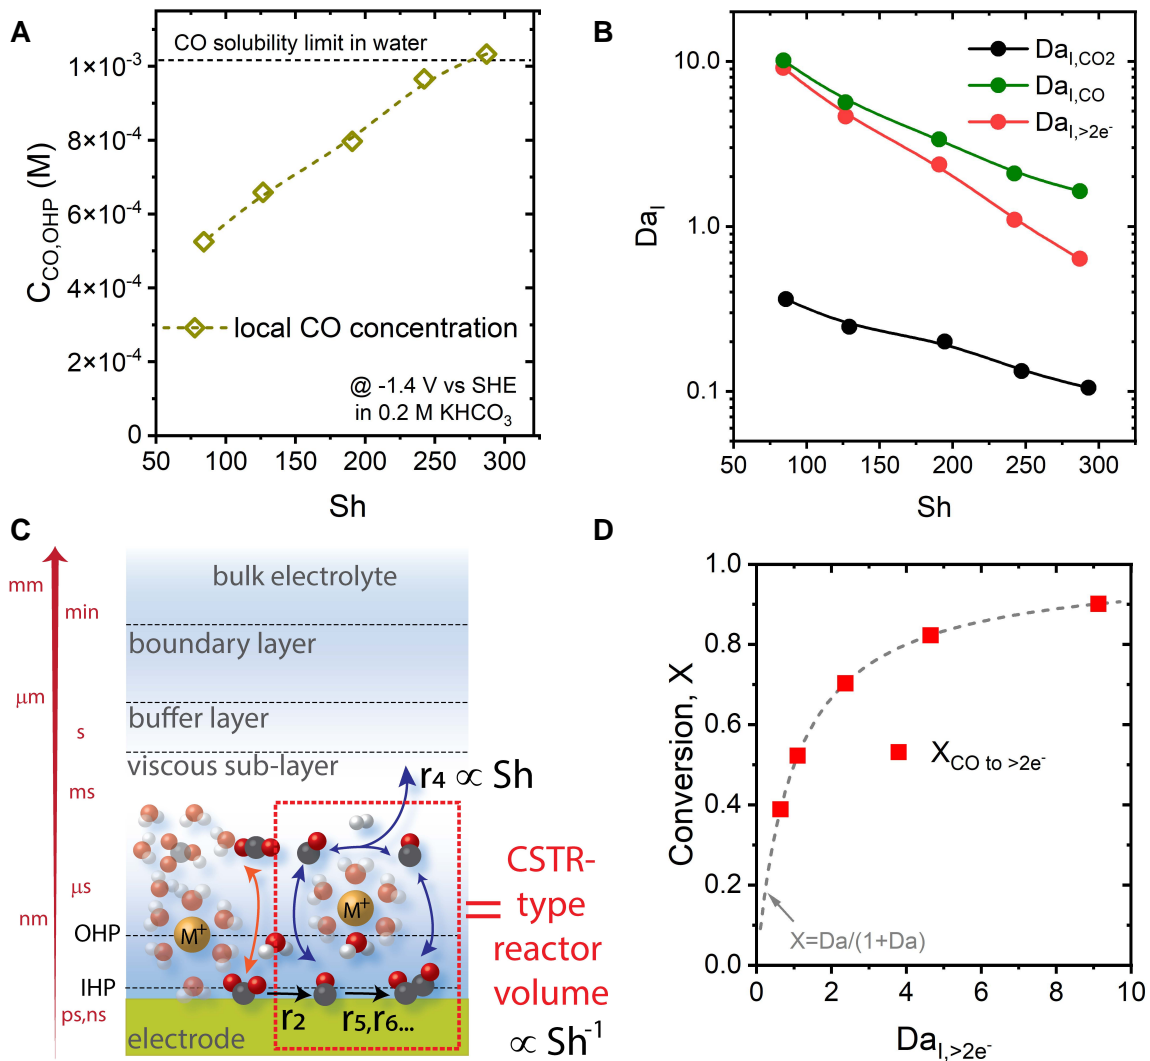 A
CO solubility limit in water
1×10⁻³
8×10⁻⁴
6×10⁻⁴
4×10⁻⁴
2×10⁻⁴
0
C_CO,OHP (M)
local CO concentration
@ -1.4 V vs SHE
in 0.2 M KHCO₃
50 100 150 200 250 300
Sh
B
Da_I,CO2
Da_I,CO
Da_I,>2e⁻
10.0
1.0
0.1
Da_I
50 100 150 200 250 300
Sh
C
mm
min
μm
s
ms
μs
nm
ps,ns
bulk electrolyte
boundary layer
buffer layer
viscous sub-layer
r₄ ∝ Sh
M⁺
M⁺
OHP
IHP
r₂
r₅,r₆...
electrode
=
CSTR-
type
reactor
volume
∝ Sh⁻¹
D
1.0
0.8
0.6
0.4
0.2
0.0
Conversion, X
X_CO to >2e⁻
X=Da/(1+Da)
0 2 4 6 8 10
Da_I,>2e⁻